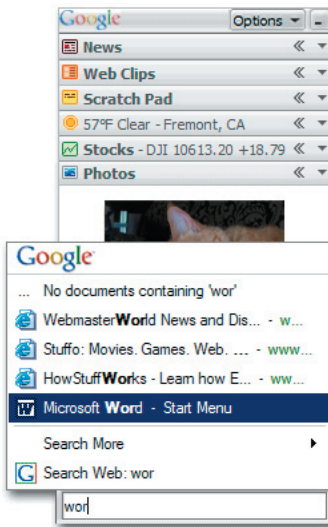 Google Options
News
Web Clips
Scratch Pad
57°F Clear - Fremont, CA
Stocks - DJI 10613.20 +18.79
Photos
Google
... No documents containing 'wor'
WebmasterWorld News and Dis... - w...
Stuffo: Movies. Games. Web. .... - www...
HowStuffWorks - Learn how E... - ww...
Microsoft Word - Start Menu
Search More
G Search Web: wor
wor